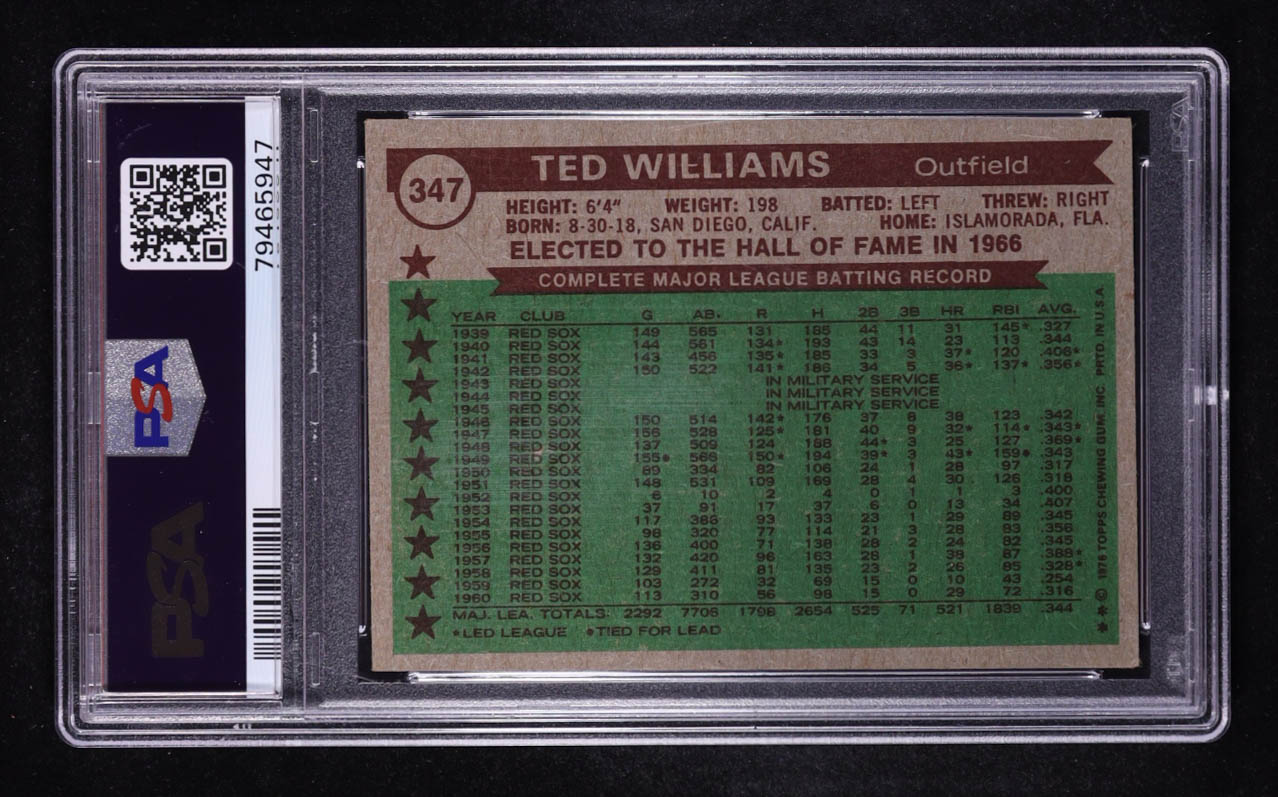 79465947
PSA
PSA
347
TED WILLIAMS Outfield
HEIGHT: 6'4" WEIGHT: 198 BATTED: LEFT THREW: RIGHT
BORN: 8-30-18, SAN DIEGO, CALIF. HOME: ISLAMORADA, FLA.
ELECTED TO THE HALL OF FAME IN 1966
COMPLETE MAJOR LEAGUE BATTING RECORD
YEAR CLUB G AB. R H 2B 3B HR RBI AVG.
1939 RED SOX 149 565 131 185 44 11 31 145* .327
1940 RED SOX 144 561 134* 193 43 14 23 113 .344
1941 RED SOX 143 456 135* 185 33 3 37* 120 .406*
1942 RED SOX 150 522 141* 186 34 5 36* 137* .356*
1943 RED SOX IN MILITARY SERVICE
1944 RED SOX IN MILITARY SERVICE
1945 RED SOX IN MILITARY SERVICE
1946 RED SOX 150 514 142* 176 37 8 38 123 .342
1947 RED SOX 156 528 125* 181 40 9 32* 114* .343*
1948 RED SOX 137 509 124 188 44* 3 25 127 .369*
1949 RED SOX 155* 566 150* 194 39* 3 43* 159* .343
1950 RED SOX 89 334 82 106 24 1 28 97 .317
1951 RED SOX 148 531 109 169 28 4 30 126 .318
1952 RED SOX 6 10 2 4 0 1 1 3 .400
1953 RED SOX 37 91 17 37 6 0 13 34 .407
1954 RED SOX 117 386 93 133 23 1 29 89 .345
1955 RED SOX 98 320 77 114 21 3 28 83 .356
1956 RED SOX 136 400 71 138 28 2 24 82 .345
1957 RED SOX 132 420 96 163 28 1 38 87 .388*
1958 RED SOX 129 411 81 135 23 2 26 85 .328*
1959 RED SOX 103 272 32 69 15 0 10 43 .254
1960 RED SOX 113 310 56 98 15 0 29 72 .316
MAJ. LEA. TOTALS: 2292 7706 1798 2654 525 71 521 1839 .344
*LED LEAGUE •TIED FOR LEAD
** © 1976 TOPPS CHEWING GUM, INC. PRTD. IN U.S.A.